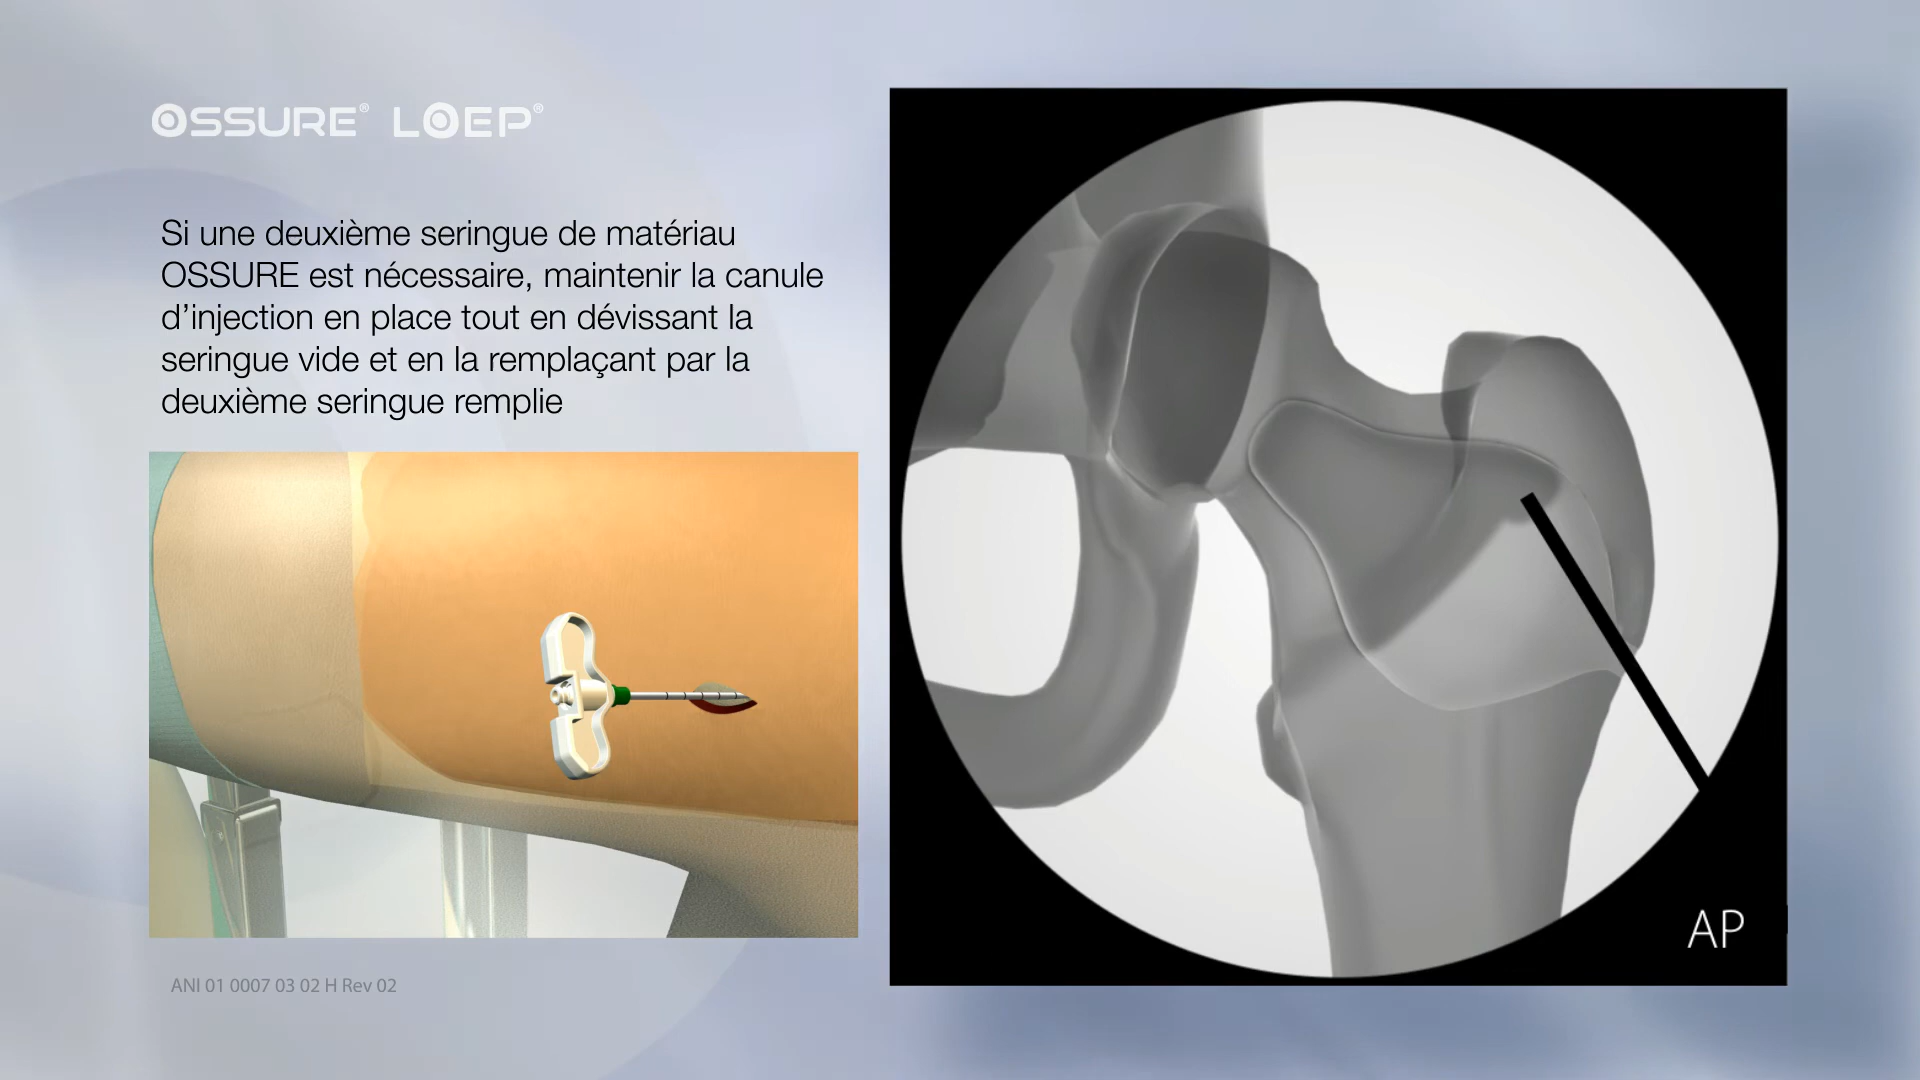 OSSURE® LOEP®
Si une deuxième seringue de matériau
OSSURE est nécessaire, maintenir la canule
d’injection en place tout en dévissant la
seringue vide et en la remplaçant par la
deuxième seringue remplie
AP
ANI 01 0007 03 02 H Rev 02